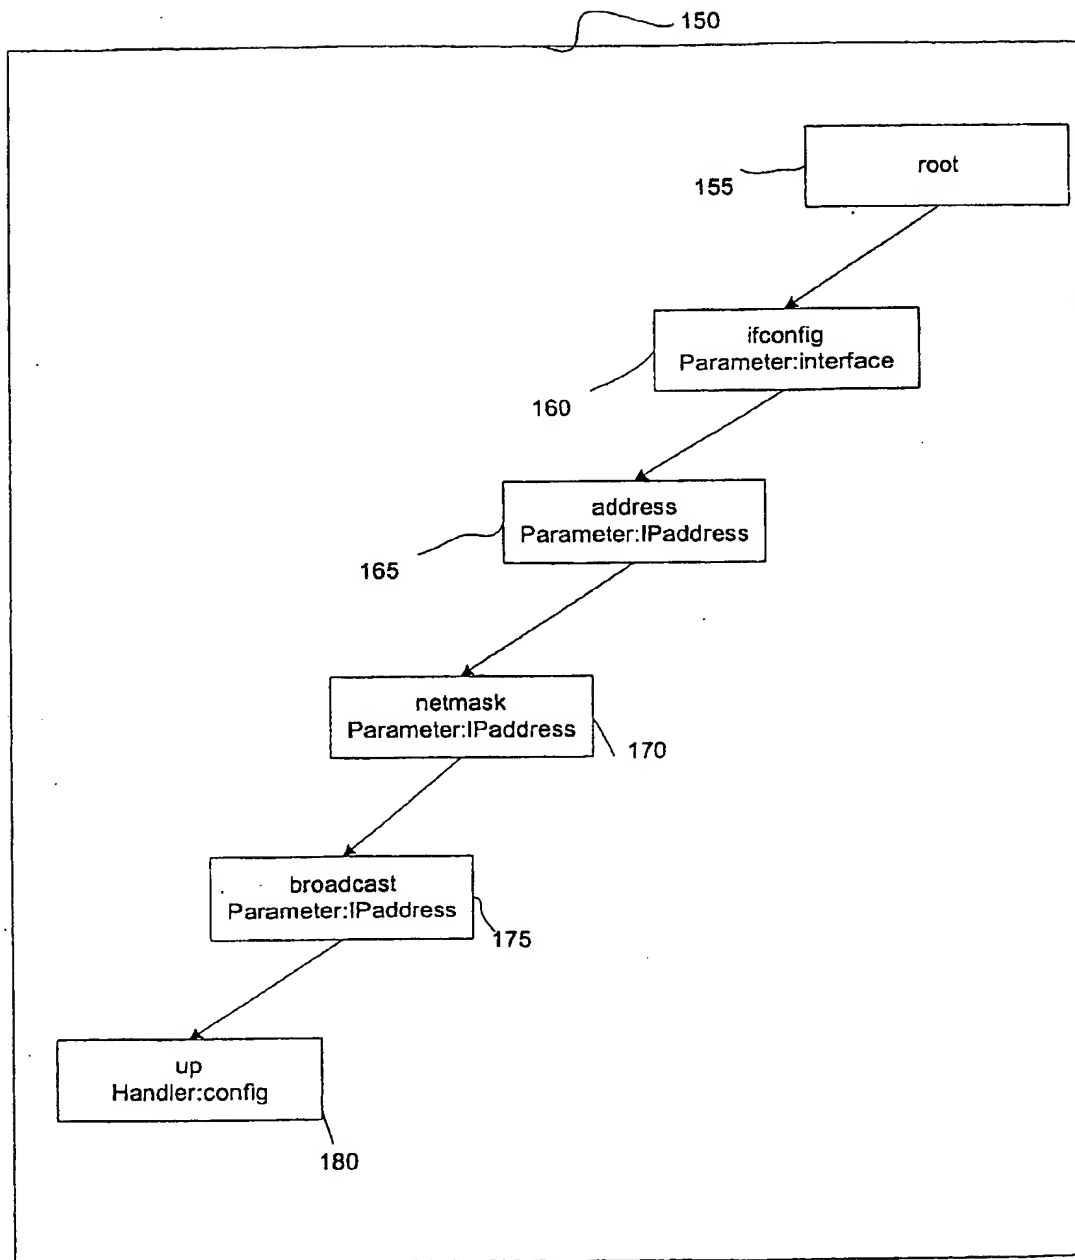 150
root
155
ifconfig
Parameter:interface
160
address
Parameter:IPaddress
165
netmask
Parameter:IPaddress
170
broadcast
Parameter:IPaddress
175
up
Handler:config
180